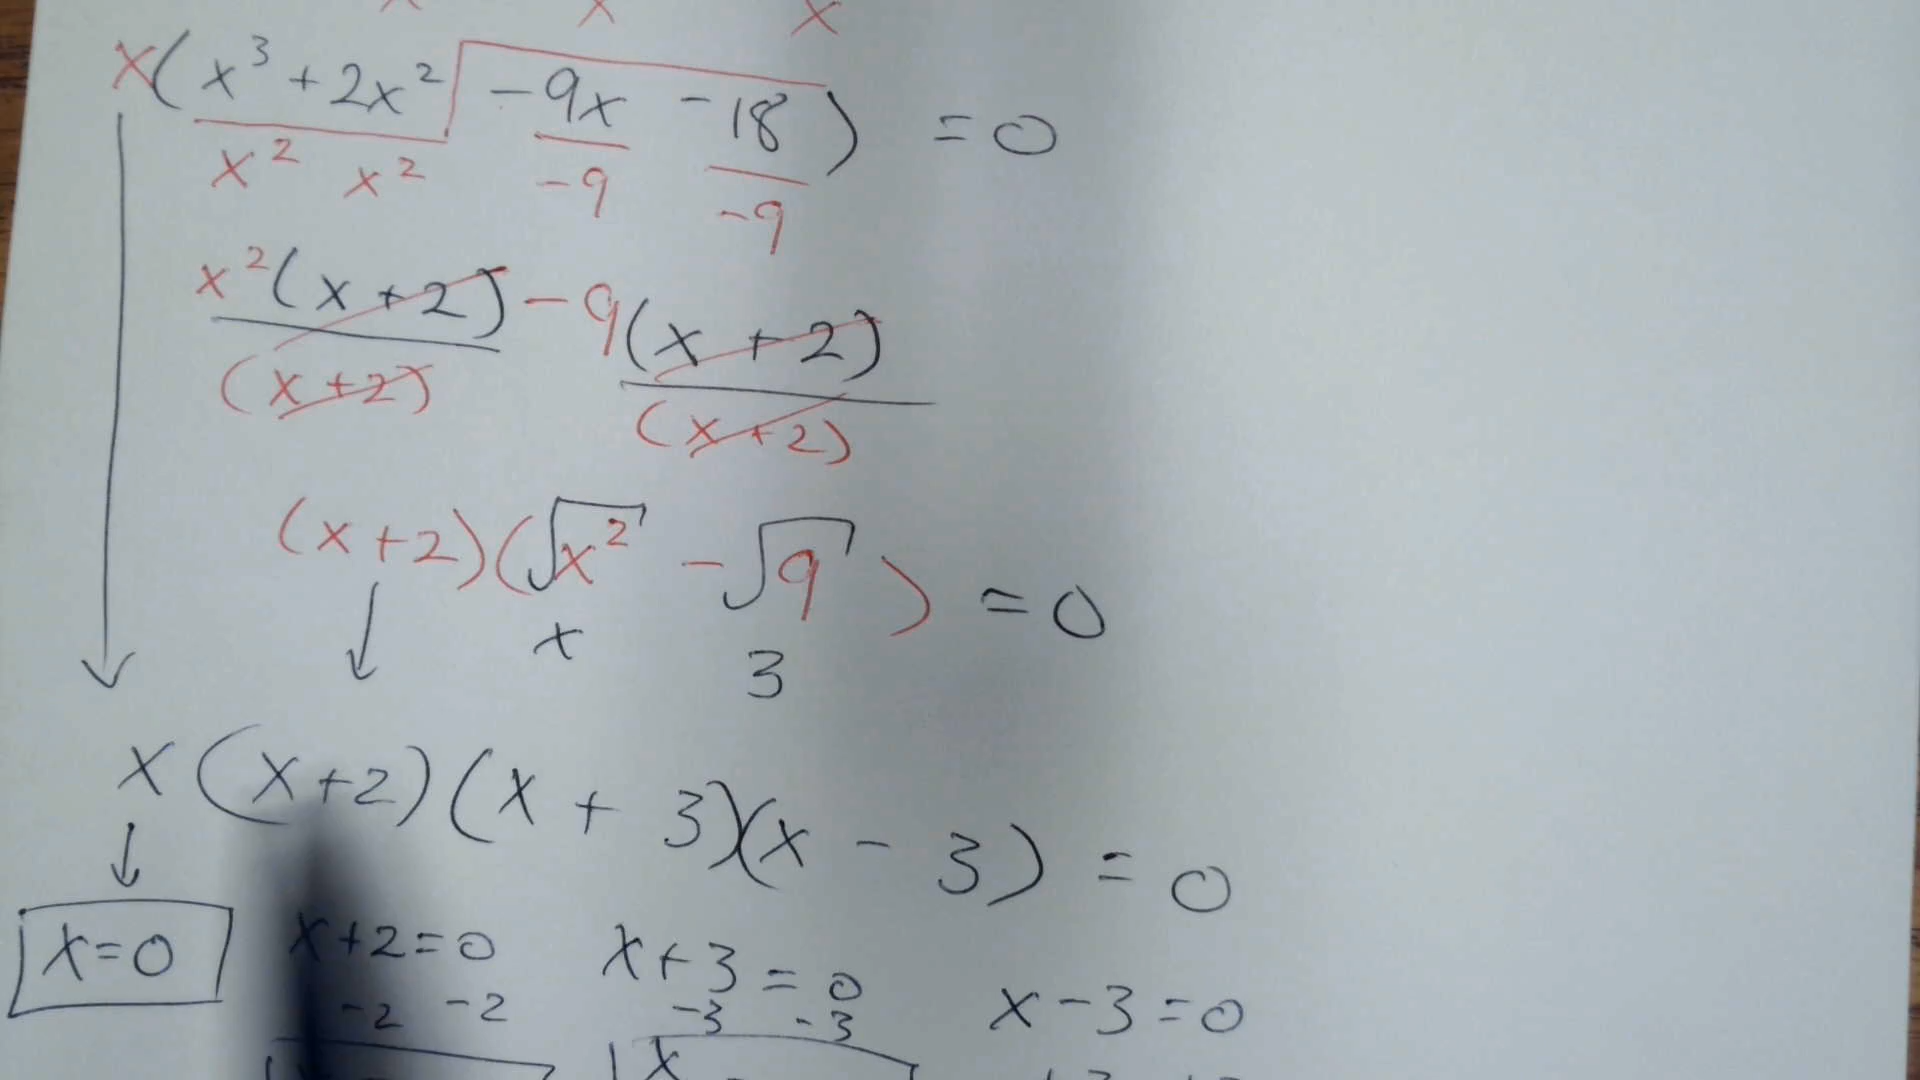 x x x
x(x³ + 2x² - 9x - 18) = 0
x² x² -9 -9
x²(x + 2) - 9(x + 2)
(x + 2) (x + 2)
(x + 2)(√x² - √9) = 0
x 3
x(x + 2)(x + 3)(x - 3) = 0
x = 0 x + 2 = 0 x + 3 = 0 x - 3 = 0
-2 -2 -3 -3
x